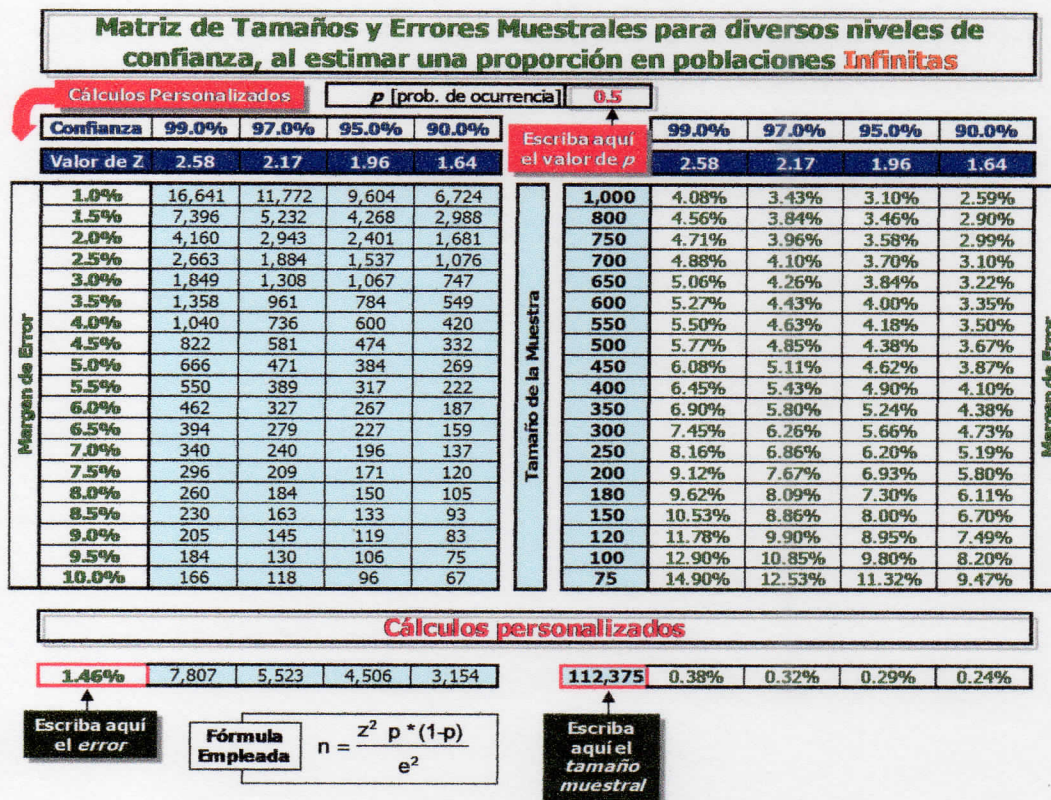 Matriz de Tamaños y Errores Muestrales para diversos niveles de
confianza, al estimar una proporción en poblaciones Infinitas
Cálculos Personalizados
p [prob. de ocurrencia] 0.5
Escriba aquí
el valor de p
Confianza 99.0% 97.0% 95.0% 90.0%
Valor de Z 2.58 2.17 1.96 1.64
Margen de Error
1.0% 16,641 11,772 9,604 6,724
1.5% 7,396 5,232 4,268 2,988
2.0% 4,160 2,943 2,401 1,681
2.5% 2,663 1,884 1,537 1,076
3.0% 1,849 1,308 1,067 747
3.5% 1,358 961 784 549
4.0% 1,040 736 600 420
4.5% 822 581 474 332
5.0% 666 471 384 269
5.5% 550 389 317 222
6.0% 462 327 267 187
6.5% 394 279 227 159
7.0% 340 240 196 137
7.5% 296 209 171 120
8.0% 260 184 150 105
8.5% 230 163 133 93
9.0% 205 145 119 83
9.5% 184 130 106 75
10.0% 166 118 96 67
99.0% 97.0% 95.0% 90.0%
2.58 2.17 1.96 1.64
Tamaño de la Muestra
1,000 4.08% 3.43% 3.10% 2.59%
800 4.56% 3.84% 3.46% 2.90%
750 4.71% 3.96% 3.58% 2.99%
700 4.88% 4.10% 3.70% 3.10%
650 5.06% 4.26% 3.84% 3.22%
600 5.27% 4.43% 4.00% 3.35%
550 5.50% 4.63% 4.18% 3.50%
500 5.77% 4.85% 4.38% 3.67%
450 6.08% 5.11% 4.62% 3.87%
400 6.45% 5.43% 4.90% 4.10%
350 6.90% 5.80% 5.24% 4.38%
300 7.45% 6.26% 5.66% 4.73%
250 8.16% 6.86% 6.20% 5.19%
200 9.12% 7.67% 6.93% 5.80%
180 9.62% 8.09% 7.30% 6.11%
150 10.53% 8.86% 8.00% 6.70%
120 11.78% 9.90% 8.95% 7.49%
100 12.90% 10.85% 9.80% 8.20%
75 14.90% 12.53% 11.32% 9.47%
Margen de Error
Cálculos personalizados
1.46% 7,807 5,523 4,506 3,154
112,375 0.38% 0.32% 0.29% 0.24%
Escriba aquí
el error
Fórmula
Empleada
n = z² p*(1-p) / e²
Escriba
aquí el
tamaño
muestral